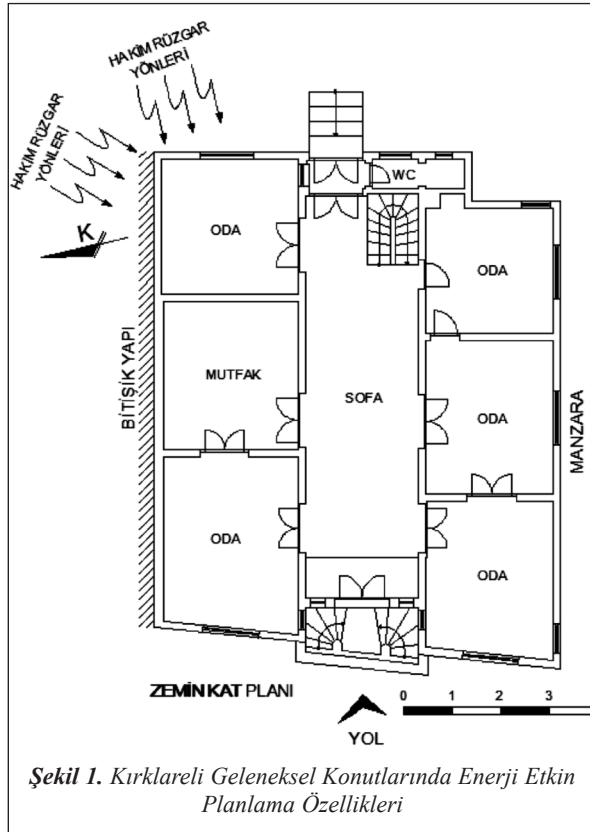 HAKİM RÜZGAR
YÖNLERİ
HAKİM RÜZGAR
YÖNLERİ
K
WC
ODA
ODA
BİTİŞİK YAPI
MUTFAK
SOFA
ODA
MANZARA
ODA
ODA
ZEMİN KAT PLANI
0 1 2 3
YOL
Şekil 1. Kırklareli Geleneksel Konutlarında Enerji Etkin
Planlama Özellikleri